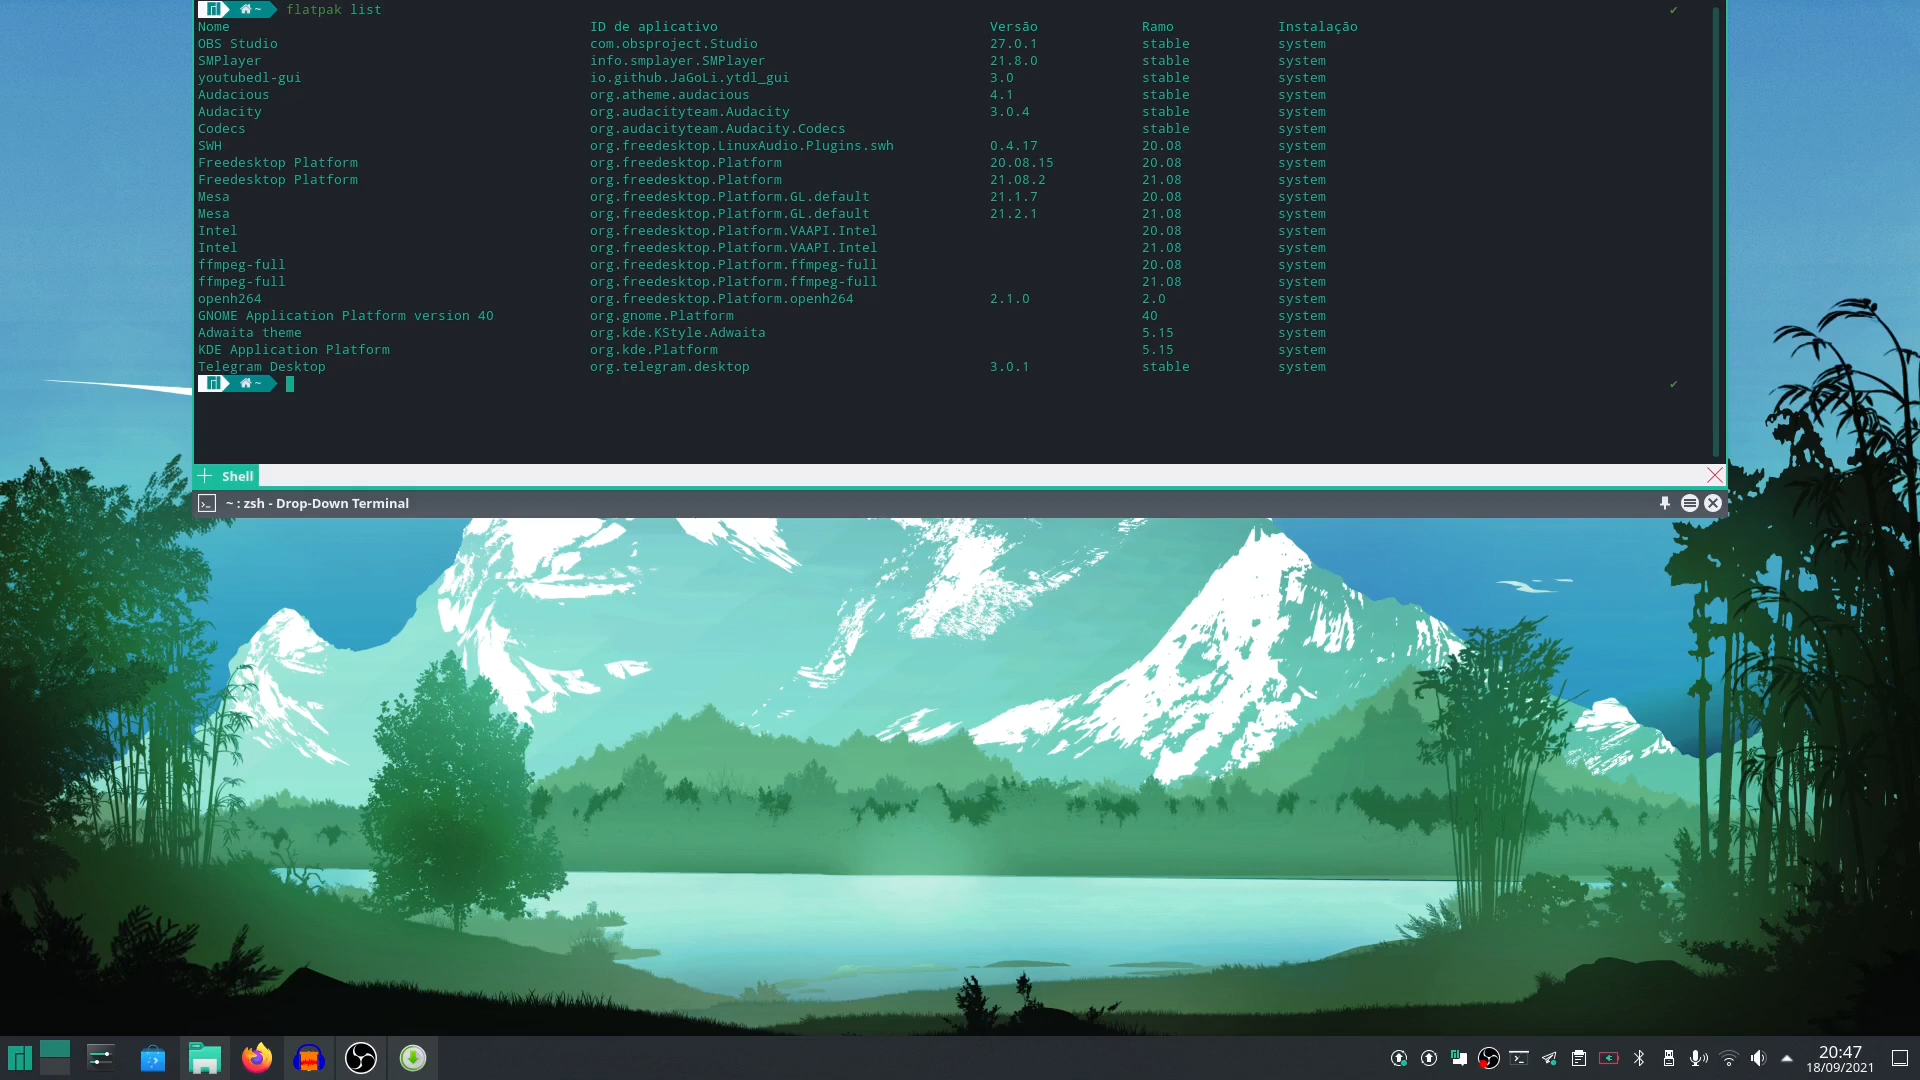 ~ flatpak list ✔
Nome ID de aplicativo Versão Ramo Instalação
OBS Studio com.obsproject.Studio 27.0.1 stable system
SMPlayer info.smplayer.SMPlayer 21.8.0 stable system
youtubedl-gui io.github.JaGoLi.ytdl_gui 3.0 stable system
Audacious org.atheme.audacious 4.1 stable system
Audacity org.audacityteam.Audacity 3.0.4 stable system
Codecs org.audacityteam.Audacity.Codecs stable system
SWH org.freedesktop.LinuxAudio.Plugins.swh 0.4.17 20.08 system
Freedesktop Platform org.freedesktop.Platform 20.08.15 20.08 system
Freedesktop Platform org.freedesktop.Platform 21.08.2 21.08 system
Mesa org.freedesktop.Platform.GL.default 21.1.7 20.08 system
Mesa org.freedesktop.Platform.GL.default 21.2.1 21.08 system
Intel org.freedesktop.Platform.VAAPI.Intel 20.08 system
Intel org.freedesktop.Platform.VAAPI.Intel 21.08 system
ffmpeg-full org.freedesktop.Platform.ffmpeg-full 20.08 system
ffmpeg-full org.freedesktop.Platform.ffmpeg-full 21.08 system
openh264 org.freedesktop.Platform.openh264 2.1.0 2.0 system
GNOME Application Platform version 40 org.gnome.Platform 40 system
Adwaita theme org.kde.KStyle.Adwaita 5.15 system
KDE Application Platform org.kde.Platform 5.15 system
Telegram Desktop org.telegram.desktop 3.0.1 stable system
~ ✔
Shell
~ : zsh - Drop-Down Terminal
20:47
18/09/2021